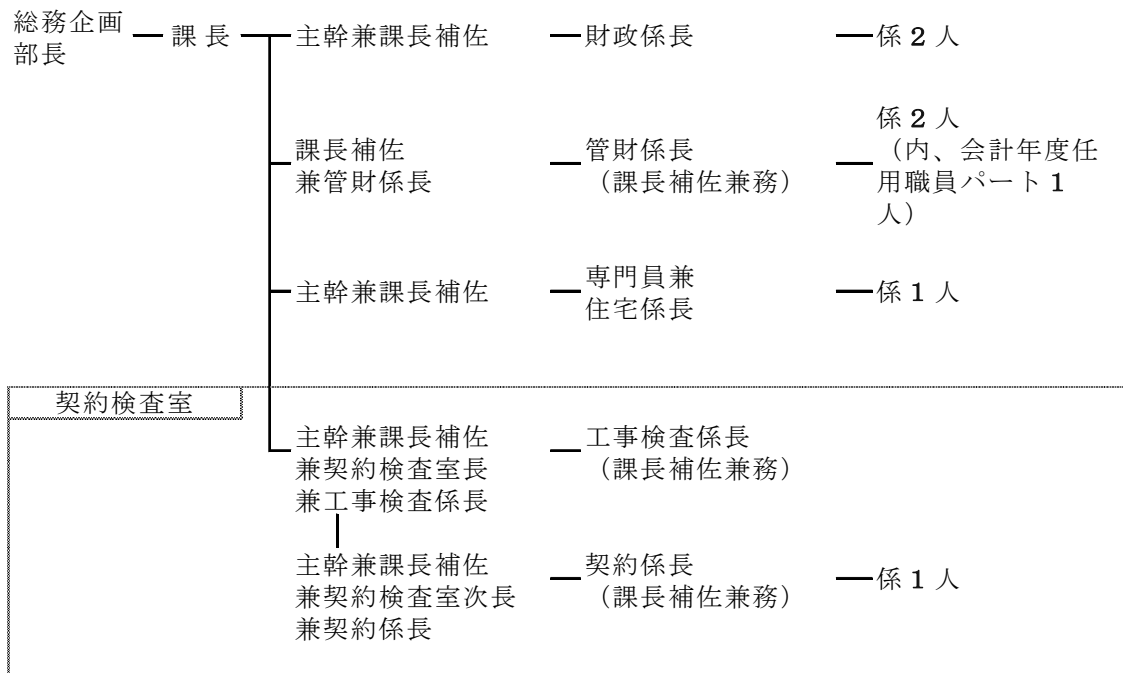 総務企画
部長
課長
主幹兼課長補佐
財政係長
係 2 人
課長補佐
兼管財係長
管財係長
（課長補佐兼務）
係 2 人
（内、会計年度任
用職員パート 1
人）
主幹兼課長補佐
専門員兼
住宅係長
係 1 人
契約検査室
主幹兼課長補佐
兼契約検査室長
兼工事検査係長
工事検査係長
（課長補佐兼務）
主幹兼課長補佐
兼契約検査室次長
兼契約係長
契約係長
（課長補佐兼務）
係 1 人